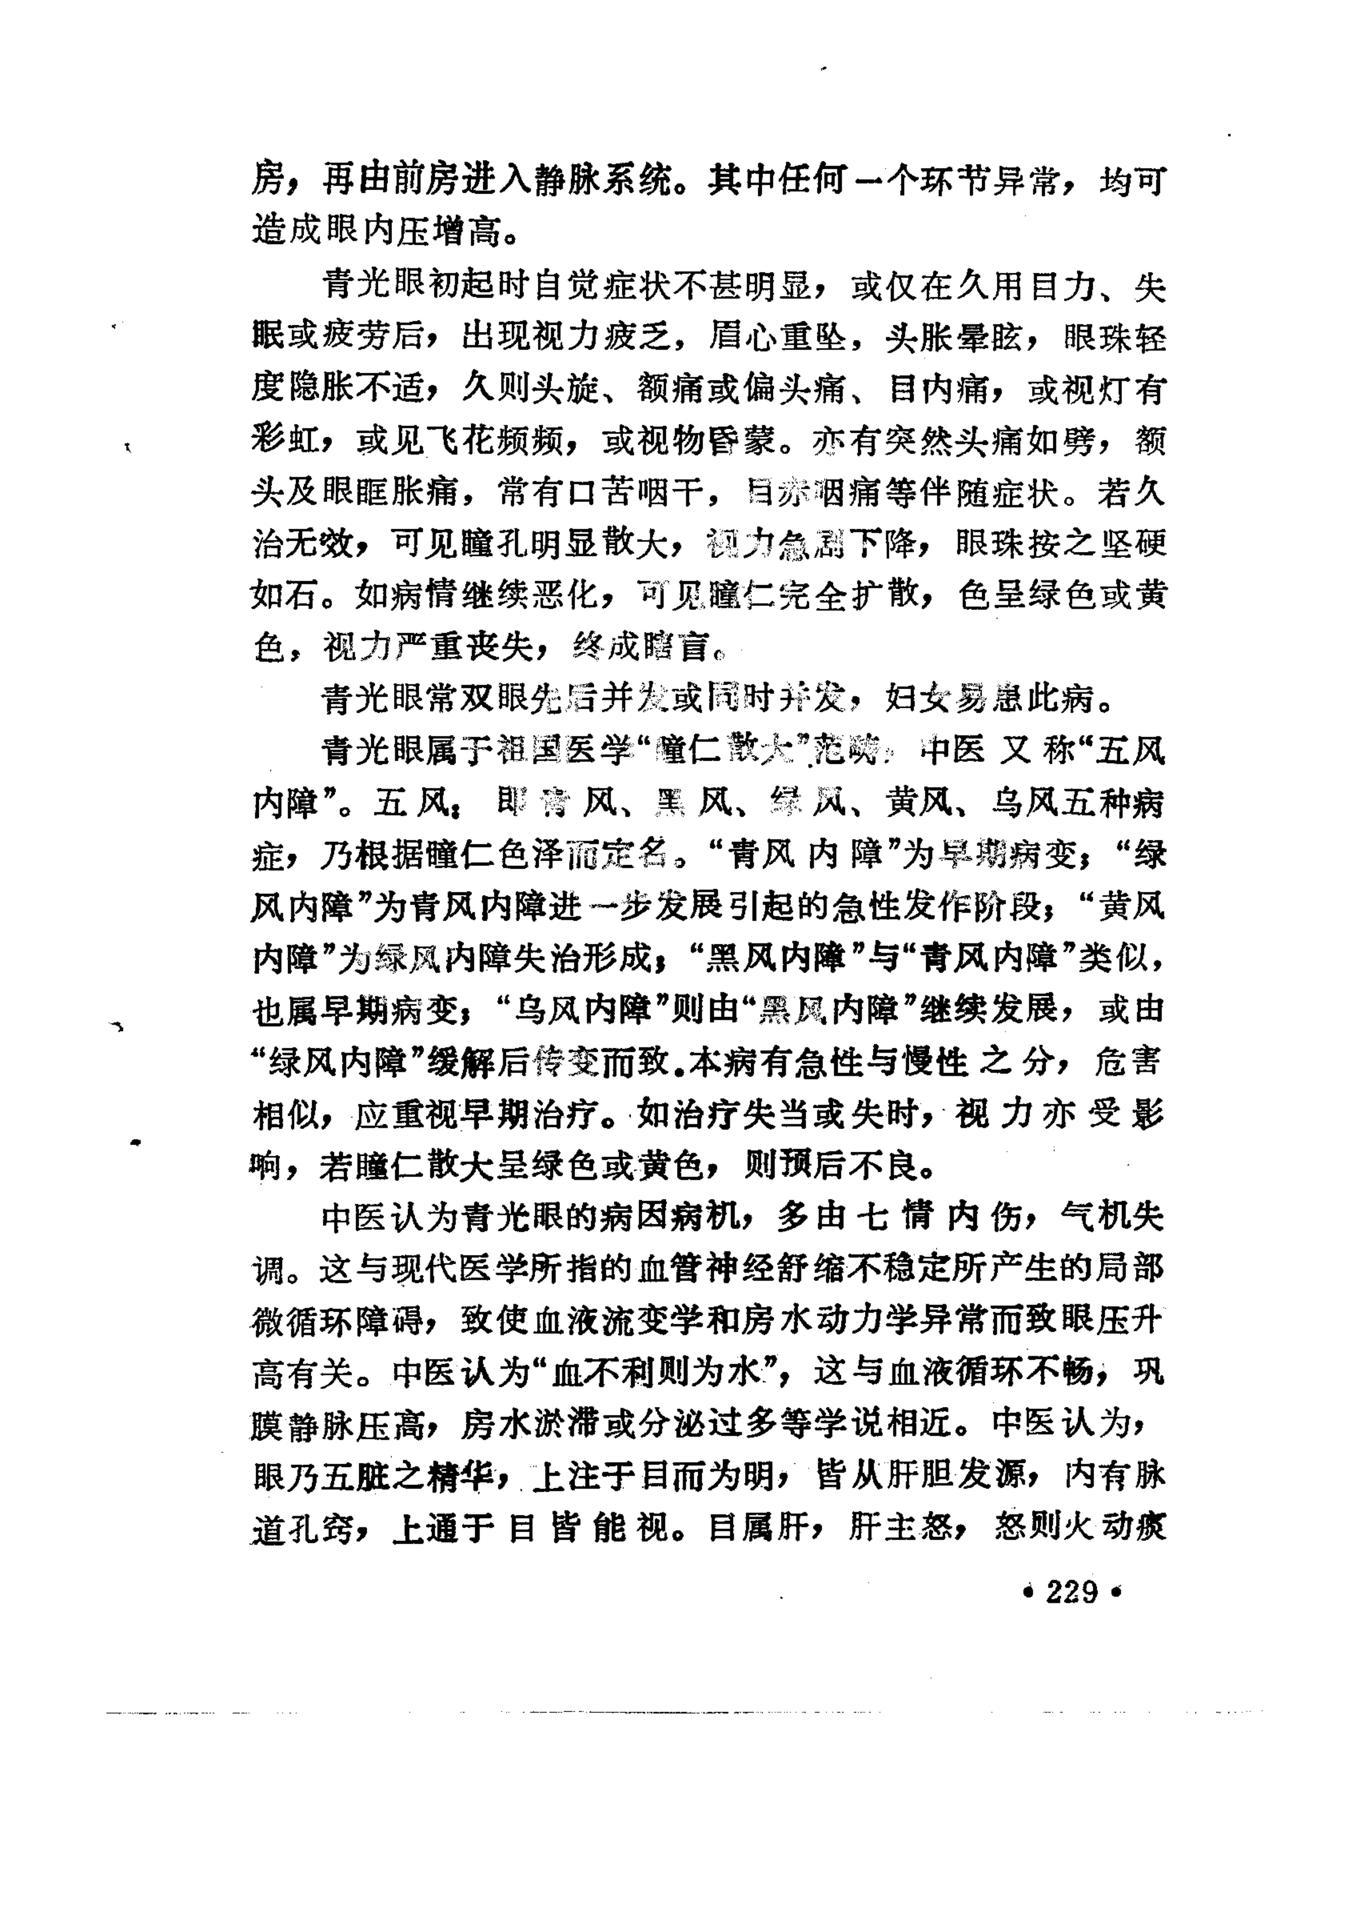 房，再由前房进入静脉系统。其中任何一个环节异常，均可
造成眼内压增高。
青光眼初起时自觉症状不甚明显，或仅在久用目力、失
眠或疲劳后，出现视力疲乏，眉心重坠，头胀晕眩，眼珠轻
度隐胀不适，久则头旋、额痛或偏头痛、目内痛，或视灯有
彩虹，或见飞花频频，或视物昏蒙。亦有突然头痛如劈，额
头及眼眶胀痛，常有口苦咽干，目赤咽痛等伴随症状。若久
治无效，可见瞳孔明显散大，视力急剧下降，眼珠按之坚硬
如石。如病情继续恶化，可见瞳仁完全扩散，色呈绿色或黄
色，视力严重丧失，终成瞎盲。
青光眼常双眼先后并发或同时并发，妇女易患此病。
青光眼属于祖国医学“瞳仁散大”范畴。中医又称“五风
内障”。五风：即青风、黑风、绿风、黄风、乌风五种病
症，乃根据瞳仁色泽而定名。“青风内障”为早期病变；“绿
风内障”为青风内障进一步发展引起的急性发作阶段；“黄风
内障”为绿风内障失治形成；“黑风内障”与“青风内障”类似，
也属早期病变；“乌风内障”则由“黑风内障”继续发展，或由
“绿风内障”缓解后传变而致．本病有急性与慢性之分，危害
相似，应重视早期治疗。如治疗失当或失时，视力亦受影
响，若瞳仁散大呈绿色或黄色，则预后不良。
中医认为青光眼的病因病机，多由七情内伤，气机失
调。这与现代医学所指的血管神经舒缩不稳定所产生的局部
微循环障碍，致使血液流变学和房水动力学异常而致眼压升
高有关。中医认为“血不利则为水”，这与血液循环不畅，巩
膜静脉压高，房水淤滞或分泌过多等学说相近。中医认为，
眼乃五脏之精华，上注于目而为明，皆从肝胆发源，内有脉
道孔窍，上通于目皆能视。目属肝，肝主怒，怒则火动痰
• 229 •